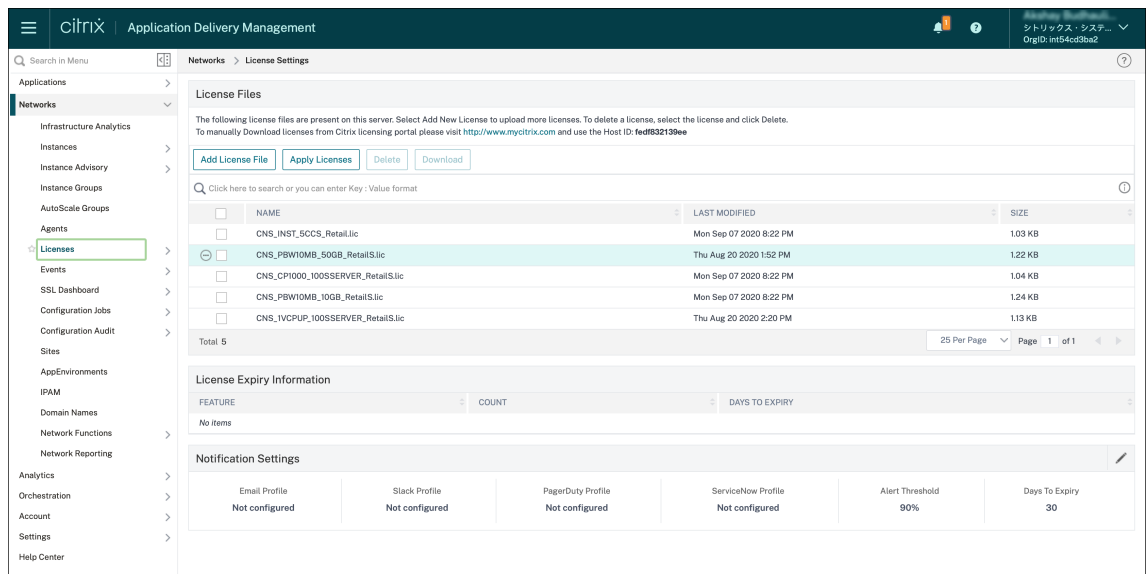 citrix | Application Delivery Management
1
?
シトリックス・システ...
OrgID: int54cd3ba2
Search in Menu
Networks > License Settings
?
Applications
Networks
Infrastructure Analytics
Instances
Instance Advisory
Instance Groups
AutoScale Groups
Agents
Licenses
Events
SSL Dashboard
Configuration Jobs
Configuration Audit
Sites
AppEnvironments
IPAM
Domain Names
Network Functions
Network Reporting
Analytics
Orchestration
Account
Settings
Help Center
License Files
The following license files are present on this server. Select Add New License to upload more licenses. To delete a license, select the license and click Delete.
To manually Download licenses from Citrix licensing portal please visit http://www.mycitrix.com and use the Host ID: fedf832139ee
Add License File Apply Licenses Delete Download
Click here to search or you can enter Key : Value format
NAME LAST MODIFIED SIZE
CNS_INST_5CCS_Retail.lic Mon Sep 07 2020 8:22 PM 1.03 KB
CNS_PBW10MB_50GB_RetailS.lic Thu Aug 20 2020 1:52 PM 1.22 KB
CNS_CP1000_100SSERVER_RetailS.lic Mon Sep 07 2020 8:22 PM 1.04 KB
CNS_PBW10MB_10GB_RetailS.lic Mon Sep 07 2020 8:22 PM 1.24 KB
CNS_1VCPUP_100SSERVER_RetailS.lic Thu Aug 20 2020 2:20 PM 1.13 KB
Total 5 25 Per Page Page 1 of 1
License Expiry Information
FEATURE COUNT DAYS TO EXPIRY
No items
Notification Settings
Email Profile Slack Profile PagerDuty Profile ServiceNow Profile Alert Threshold Days To Expiry
Not configured Not configured Not configured Not configured 90% 30